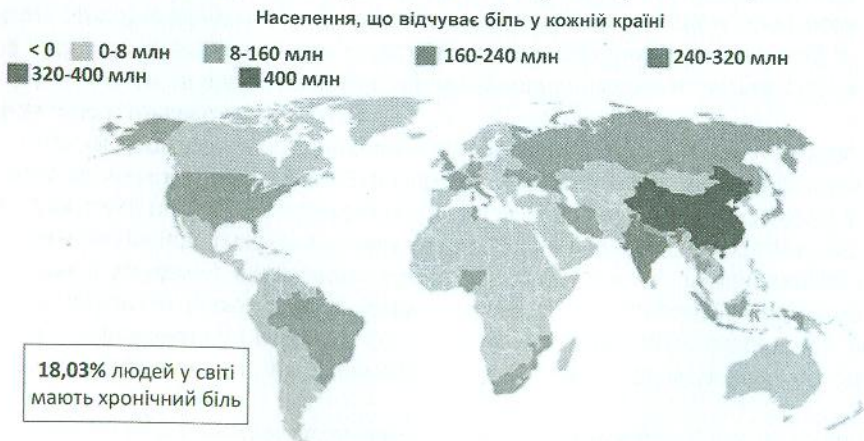 Населення, що відчуває біль у кожній країні
< 0 0-8 млн 8-160 млн 160-240 млн 240-320 млн
320-400 млн 400 млн
18,03% людей у світі
мають хронічний біль